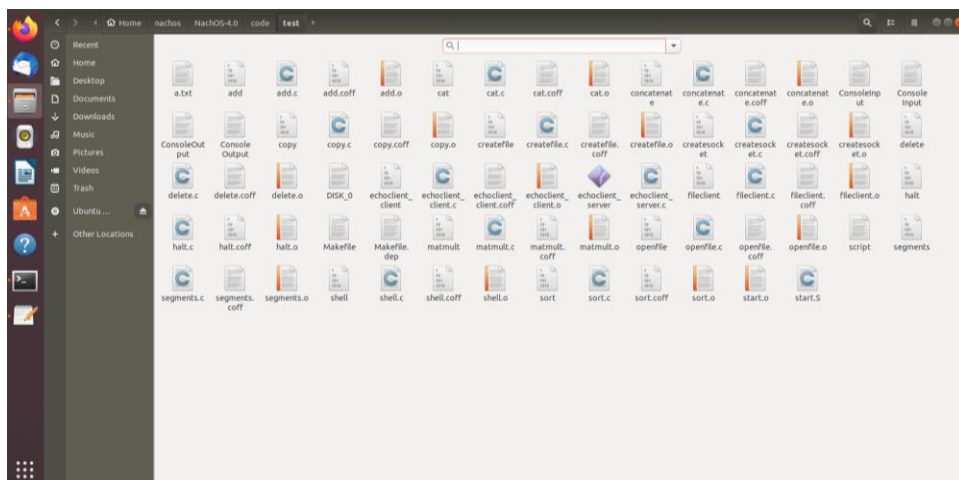 Home nachos NachOS-4.0 code test
Recent
Home
Desktop
Documents
Downloads
Music
Pictures
Videos
Trash
Ubuntu ...
Other Locations
a.txt add add.c add.coff add.o cat cat.c cat.coff cat.o concatenat concatenat concatenat concatenat ConsoleInp Console
e e.c e.coff e.o ut Input
ConsoleOut Console copy copy.c copy.coff copy.o createfile createfile.c createfile. createfile.o createsock createsock createsock createsock delete
put Output coff et et.c et.coff et.o
delete.c delete.coff delete.o DISK_0 echoclient_ echoclient_ echoclient_ echoclient_ echoclient_ echoclient_ fileclient fileclient.c fileclient. fileclient.o halt
client client.c client.coff client.o server server.c coff
halt.c halt.coff halt.o Makefile Makefile. matmult matmult.c matmult. matmult.o openfile openfile.c openfile. openfile.o script segments
dep coff coff
segments.c segments. segments.o shell shell.c shell.coff shell.o sort sort.c sort.coff sort.o start.o start.S
coff